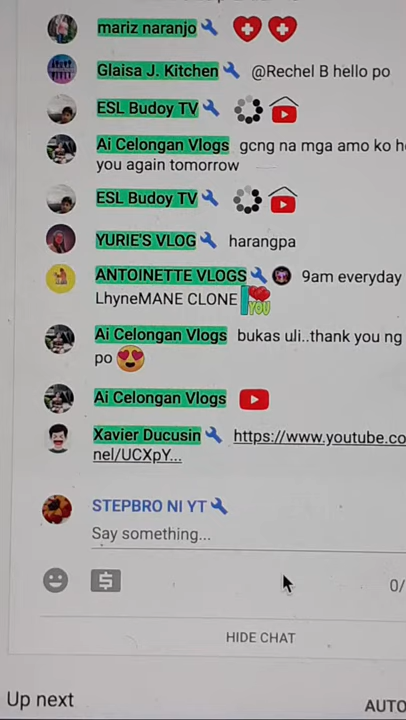 mariz naranjo
Glaisa J. Kitchen @Rechel B hello po
ESL Budoy TV
Ai Celongan Vlogs gcng na mga amo ko h
you again tomorrow
ESL Budoy TV
YURIE'S VLOG harangpa
ANTOINETTE VLOGS 9am everyday
LhyneMANE CLONE YOU
Ai Celongan Vlogs bukas uli..thank you ng
po
Ai Celongan Vlogs
Xavier Ducusin https://www.youtube.co
nel/UCXpY...
STEPBRO NI YT
Say something...
0/
HIDE CHAT
Up next
AUTO